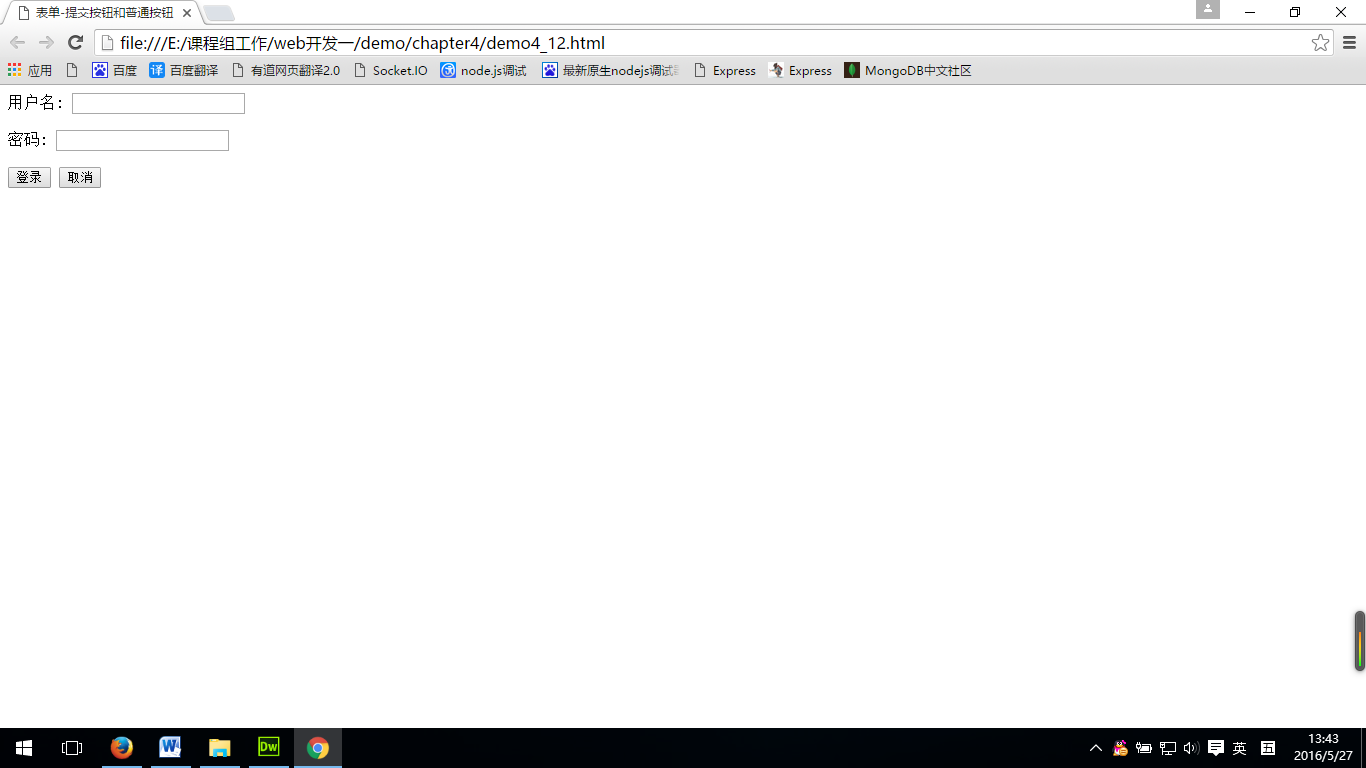 表单-提交按钮和普通按钮
file:///E:/课程组工作/web开发一/demo/chapter4/demo4_12.html
应用 百度 译 百度翻译 有道网页翻译2.0 Socket.IO node.js调试 最新原生nodejs调试 Express Express MongoDB中文社区
用户名：
密码：
登录 取消
W Dw 英 五 13:43
2016/5/27